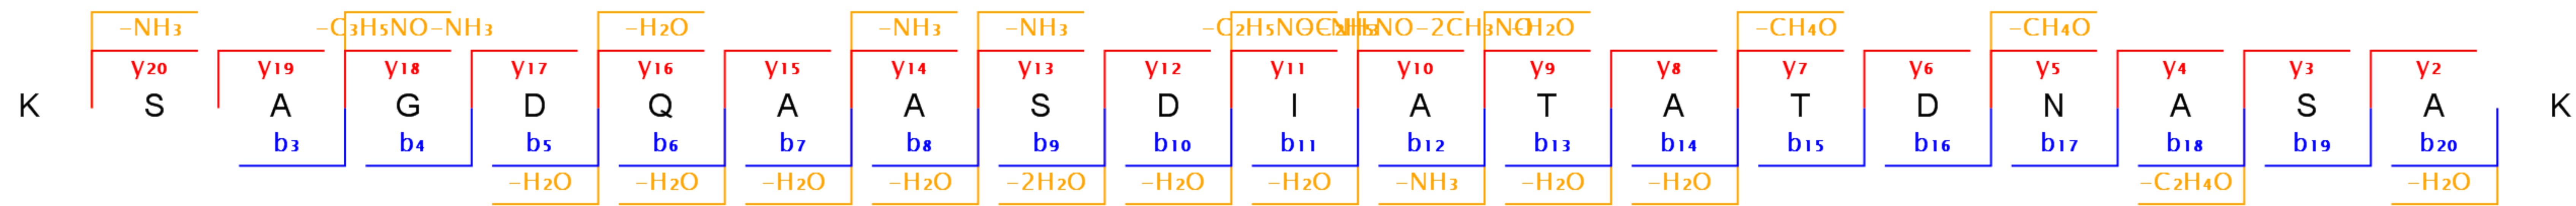 −NH₃ −C₃H₅NO−NH₃ −H₂O −NH₃ −NH₃ −H₂O −CH₄O −CH₄O
y₂₀ y₁₉ y₁₈ y₁₇ y₁₆ y₁₅ y₁₄ y₁₃ y₁₂ y₁₁ y₁₀ y₉ y₈ y₇ y₆ y₅ y₄ y₃ y₂
K S A G D Q A A S D I A T A T D N A S A K
b₃ b₄ b₅ b₆ b₇ b₈ b₉ b₁₀ b₁₁ b₁₂ b₁₃ b₁₄ b₁₅ b₁₆ b₁₇ b₁₈ b₁₉ b₂₀
−H₂O −H₂O −H₂O −H₂O −2H₂O −H₂O −H₂O −NH₃ −H₂O −H₂O −C₂H₄O −H₂O